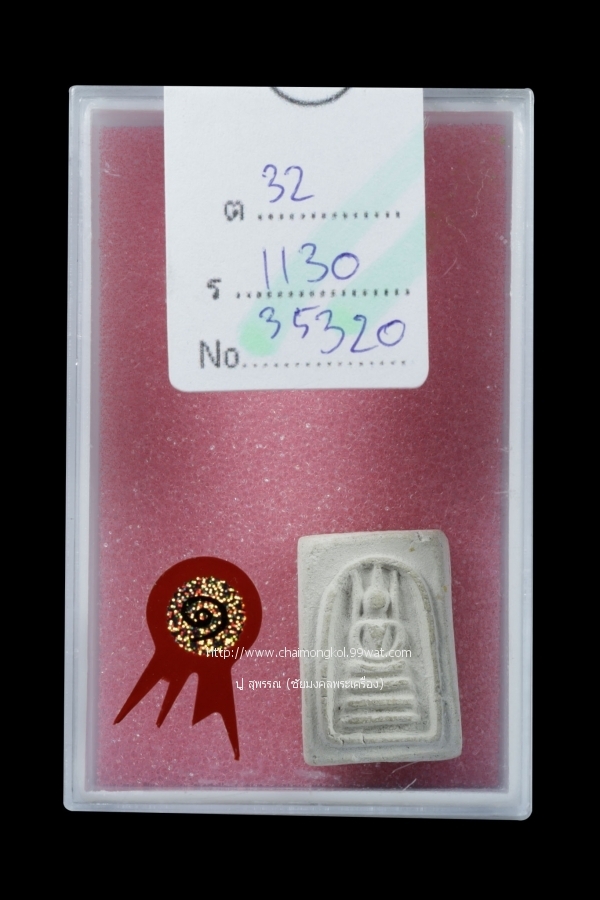 ต 32
ร 1130
No. 35320
๑
http://www.chaimongkol.99wat.com
ปู สุพรรณ (ชัยมงคลพระเครื่อง)